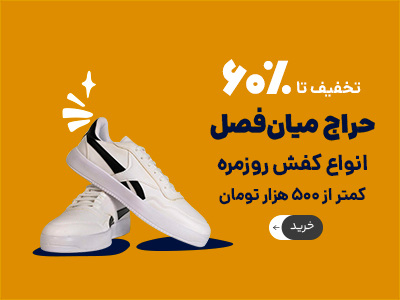 تخفیف تا ۶۰٪
حراج میان‌فصل
انواع کفش روزمره
کمتر از ۵۰۰ هزار تومان
خرید